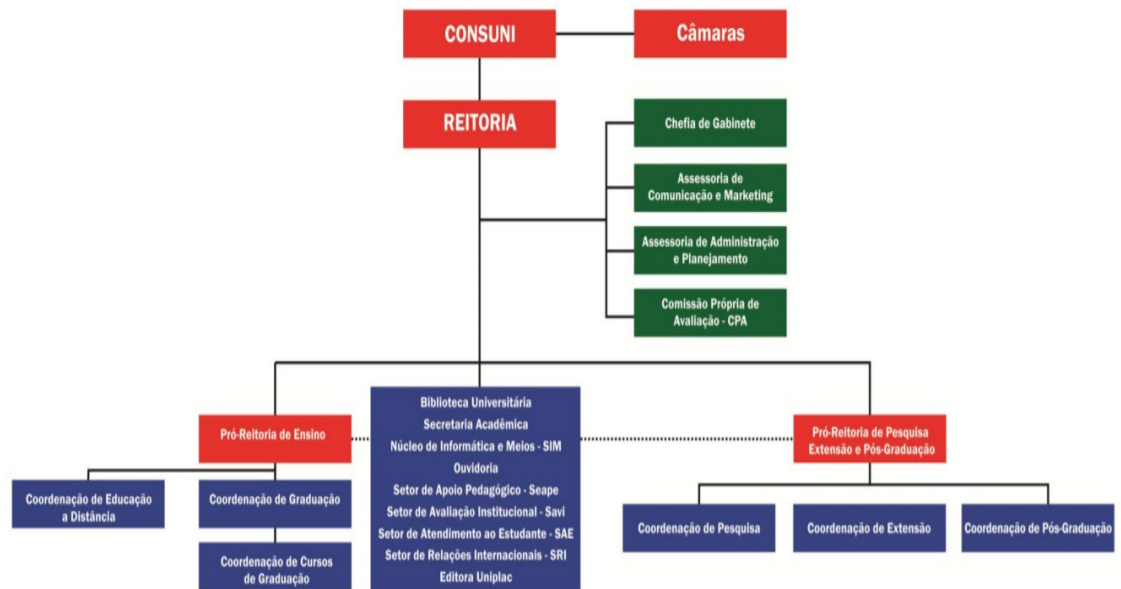 CONSUNI
Câmaras
REITORIA
Chefia de Gabinete
Assessoria de
Comunicação e Marketing
Assessoria de Administração
e Planejamento
Comissão Própria de
Avaliação - CPA
Pró-Reitoria de Ensino
Biblioteca Universitária
Secretaria Acadêmica
Núcleo de Informática e Meios - SIM
Ouvidoria
Setor de Apoio Pedagógico - Seape
Setor de Avaliação Institucional - Savi
Setor de Atendimento ao Estudante - SAE
Setor de Relações Internacionais - SRI
Editora Uniplac
Pró-Reitoria de Pesquisa
Extensão e Pós-Graduação
Coordenação de Educação
a Distância
Coordenação de Graduação
Coordenação de Cursos
de Graduação
Coordenação de Pesquisa
Coordenação de Extensão
Coordenação de Pós-Graduação